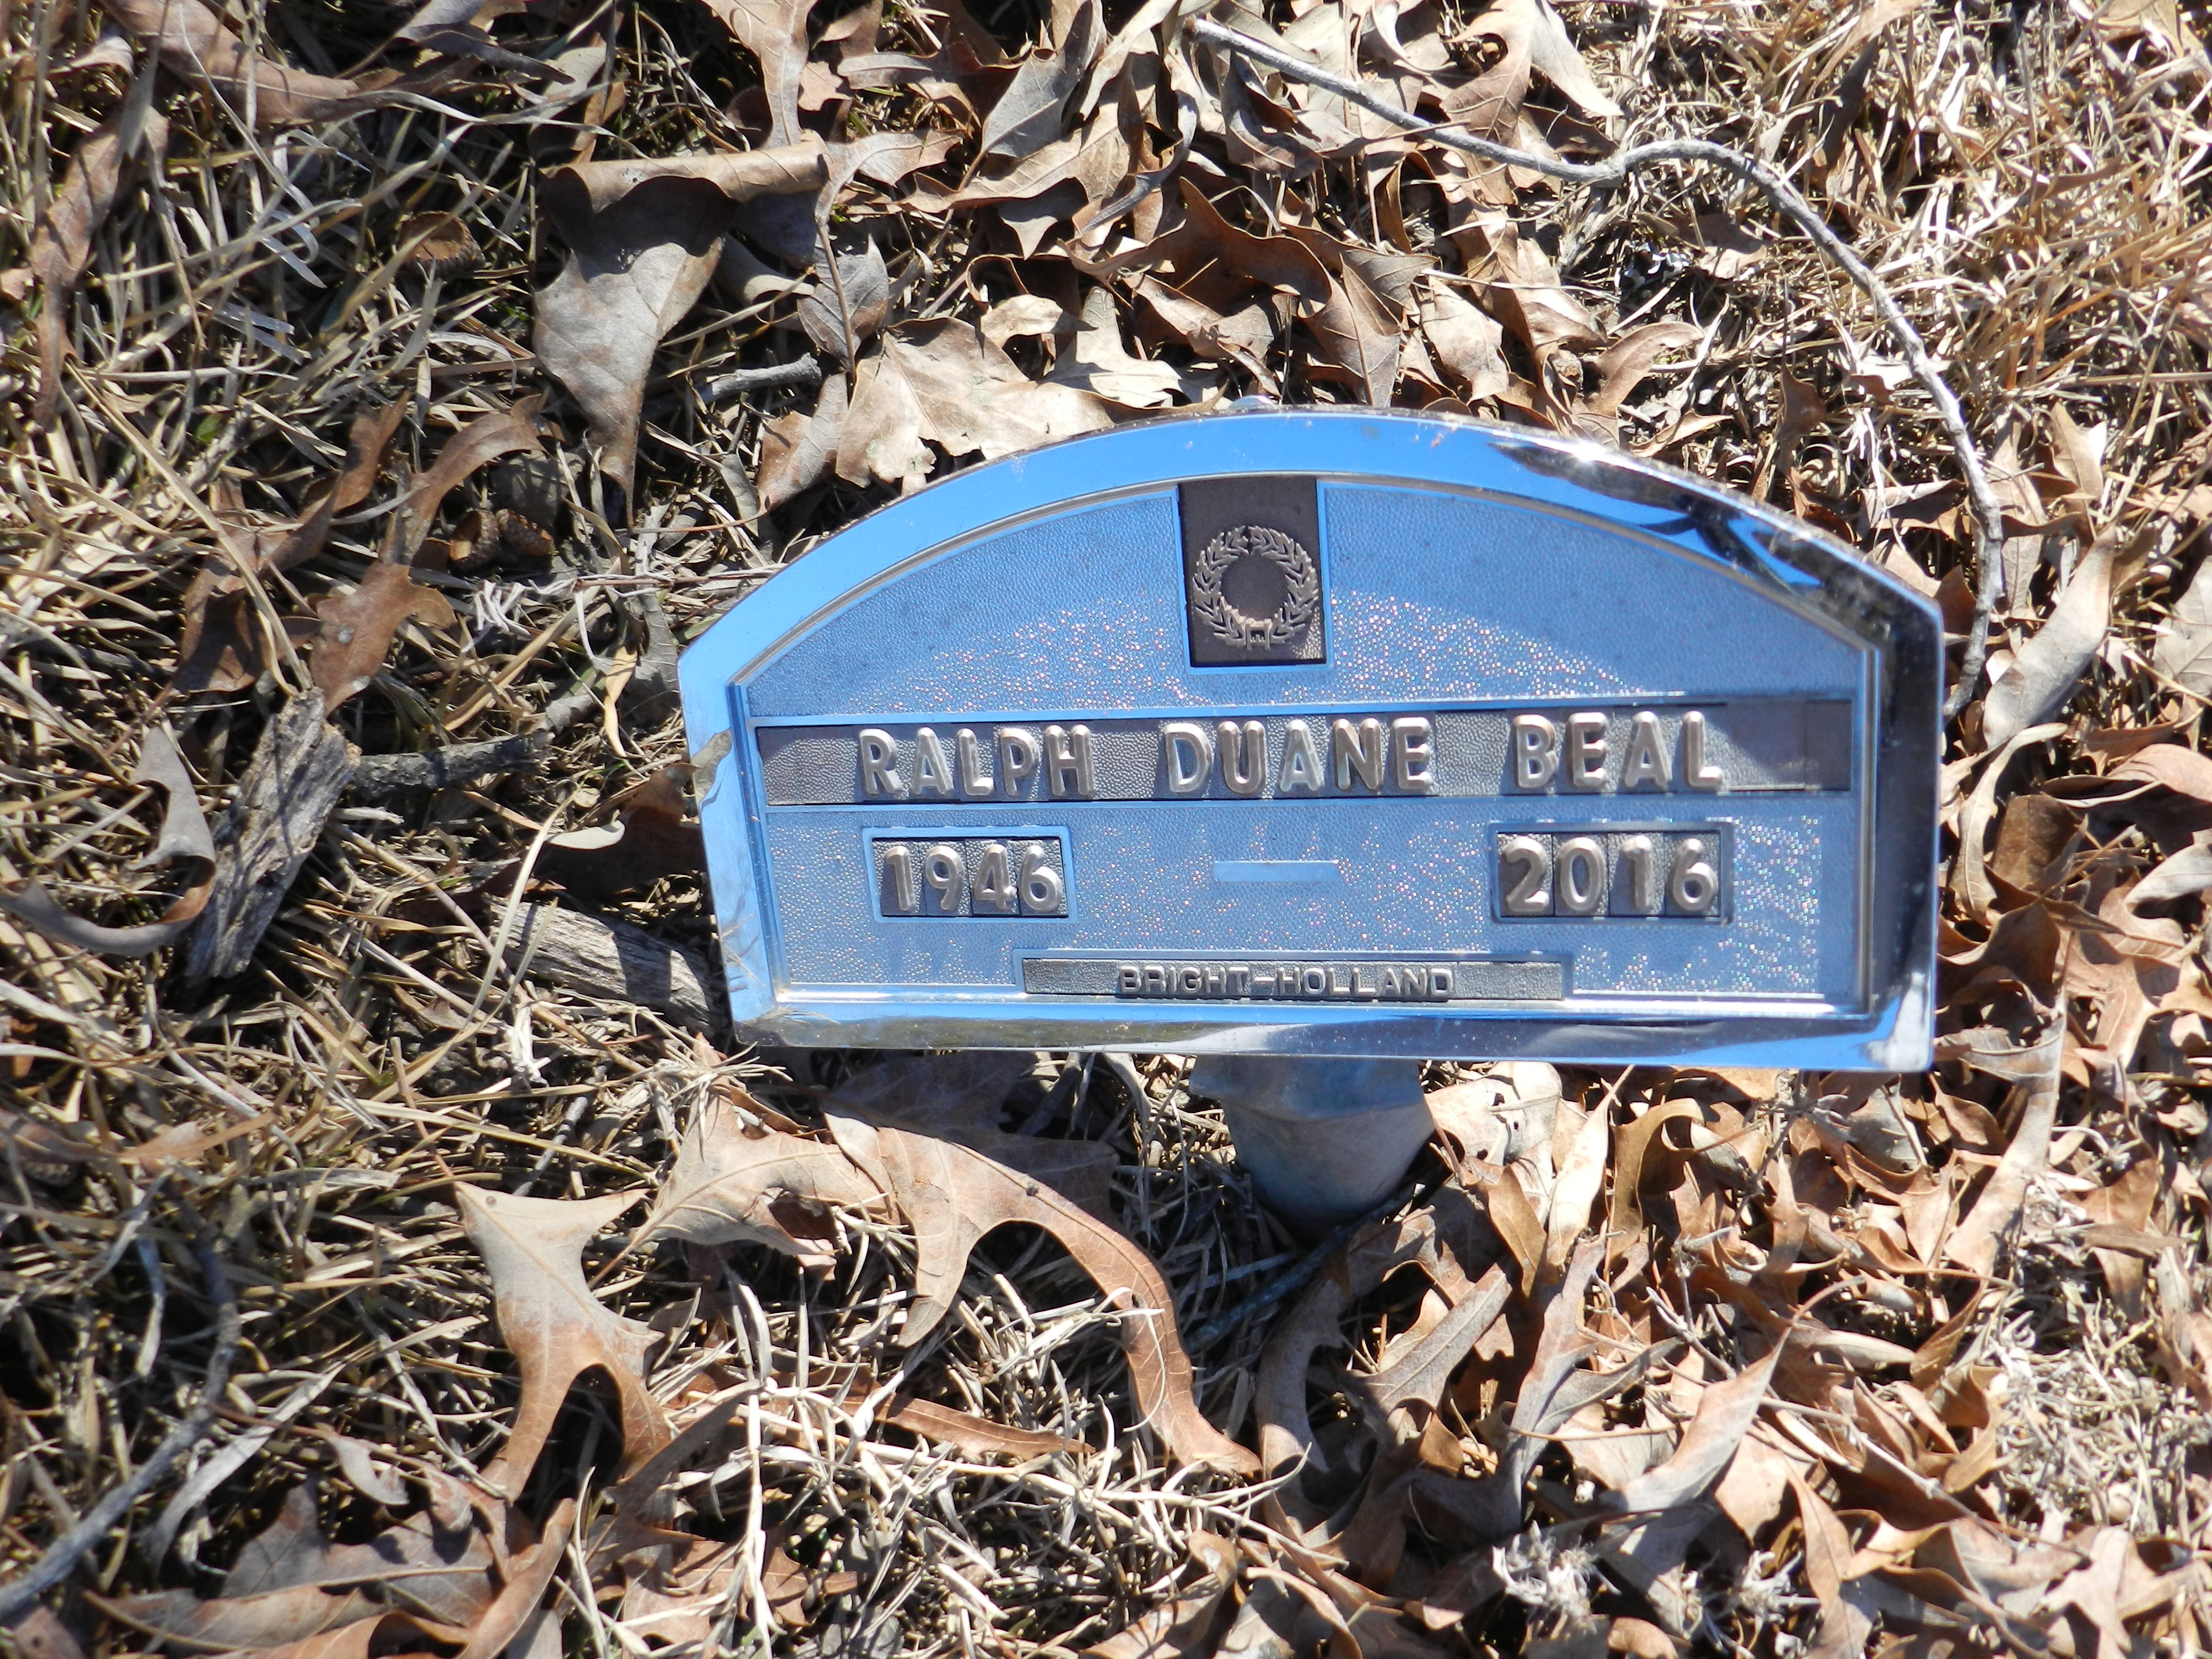 RALPH DUANE BEAL
1946 — 2016
BRIGHT-HOLLAND